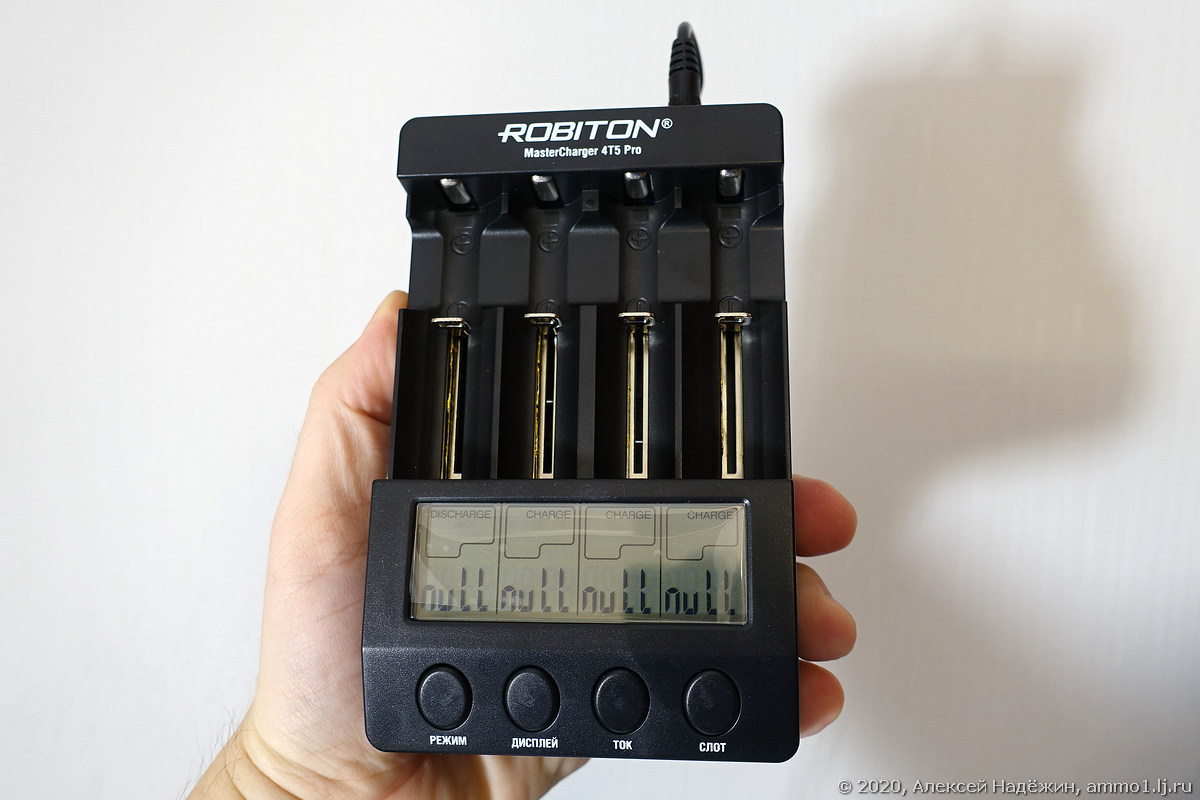 ROBITON®
MasterCharger 4T5 Pro
DISCHARGE CHARGE CHARGE CHARGE
null null null null
РЕЖИМ ДИСПЛЕЙ ТОК СЛОТ
© 2020, Алексей Надёжин, ammo1.lj.ru